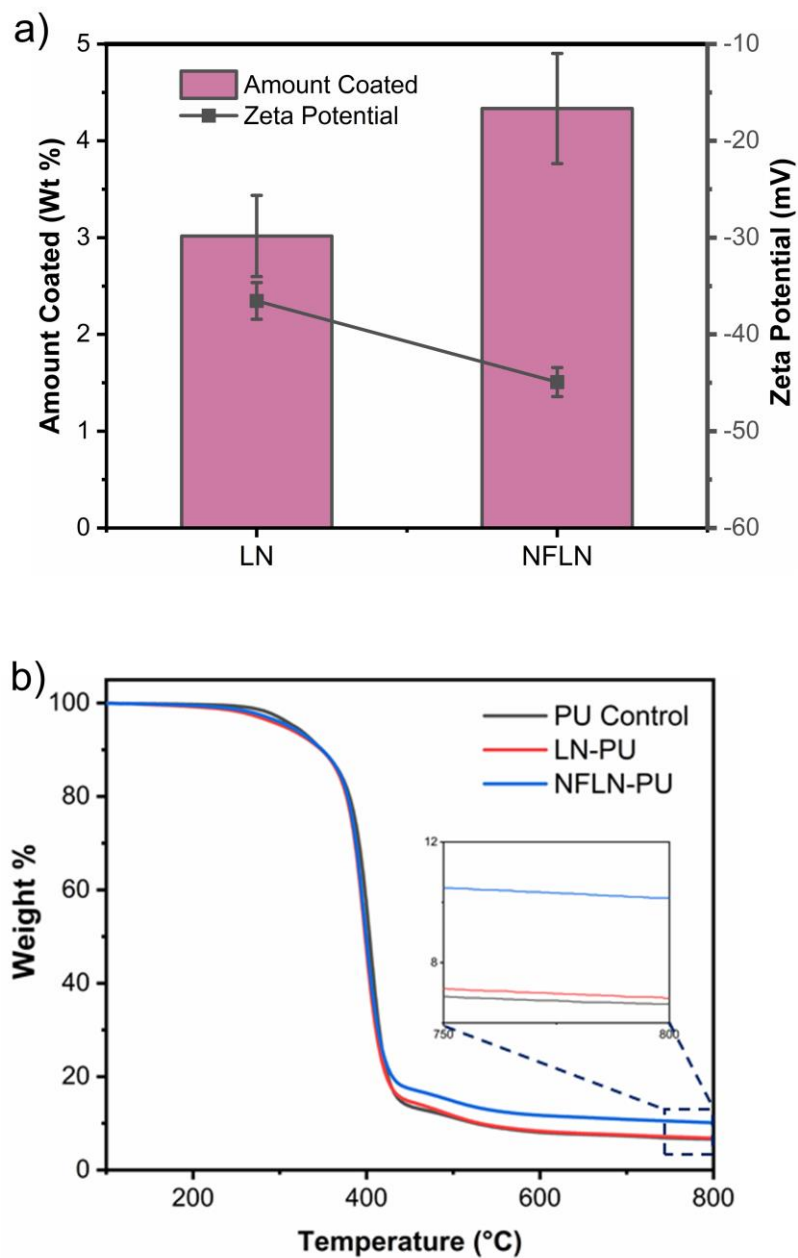 a)
Amount Coated
Zeta Potential
5
4
3
2
1
0
Amount Coated (Wt %)
-10
-20
-30
-40
-50
-60
Zeta Potential (mV)
LN
NFLN
b)
PU Control
LN-PU
NFLN-PU
100
80
60
40
20
0
Weight %
12
8
750
800
200
400
600
800
Temperature (°C)